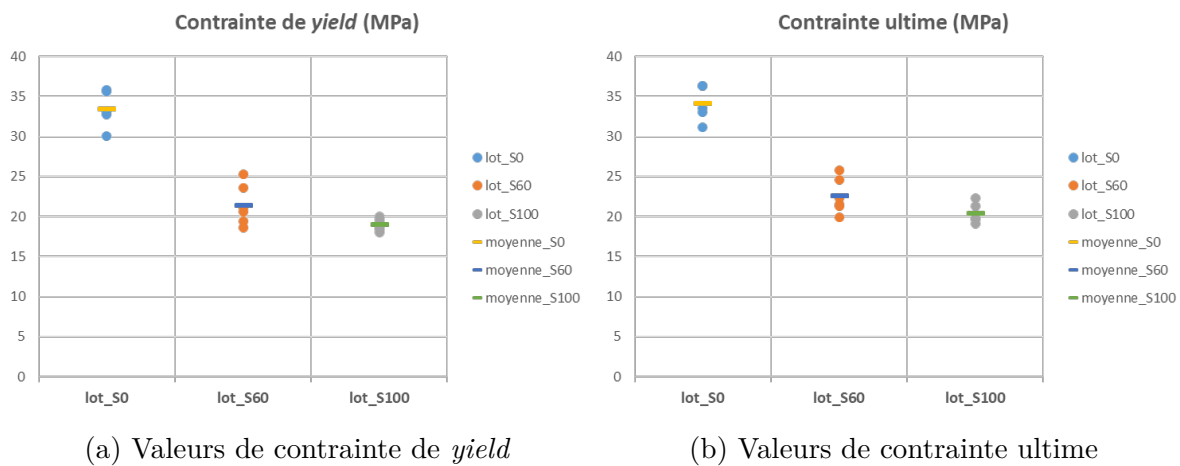 Contrainte de yield (MPa)
40
35
30
25
20
15
10
5
0
lot_S0
lot_S60
lot_S100
lot_S0
lot_S60
lot_S100
moyenne_S0
moyenne_S60
moyenne_S100
(a) Valeurs de contrainte de yield
Contrainte ultime (MPa)
40
35
30
25
20
15
10
5
0
lot_S0
lot_S60
lot_S100
lot_S0
lot_S60
lot_S100
moyenne_S0
moyenne_S60
moyenne_S100
(b) Valeurs de contrainte ultime